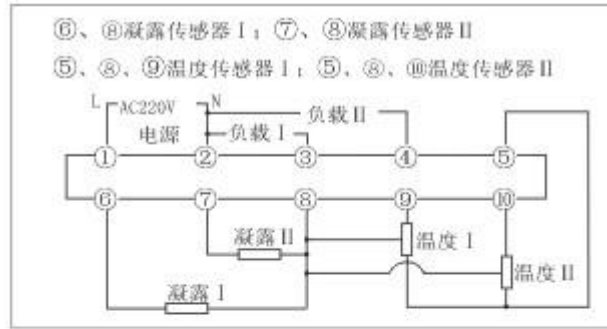 ⑥、⑧凝露传感器Ⅰ；⑦、⑧凝露传感器Ⅱ
⑤、⑧、⑨温度传感器Ⅰ；⑤、⑧、⑩温度传感器Ⅱ
L AC220V N
电源
负载Ⅰ
负载Ⅱ
① ② ③ ④ ⑤
⑥ ⑦ ⑧ ⑨ ⑩
凝露Ⅱ
温度Ⅰ
温度Ⅱ
凝露Ⅰ